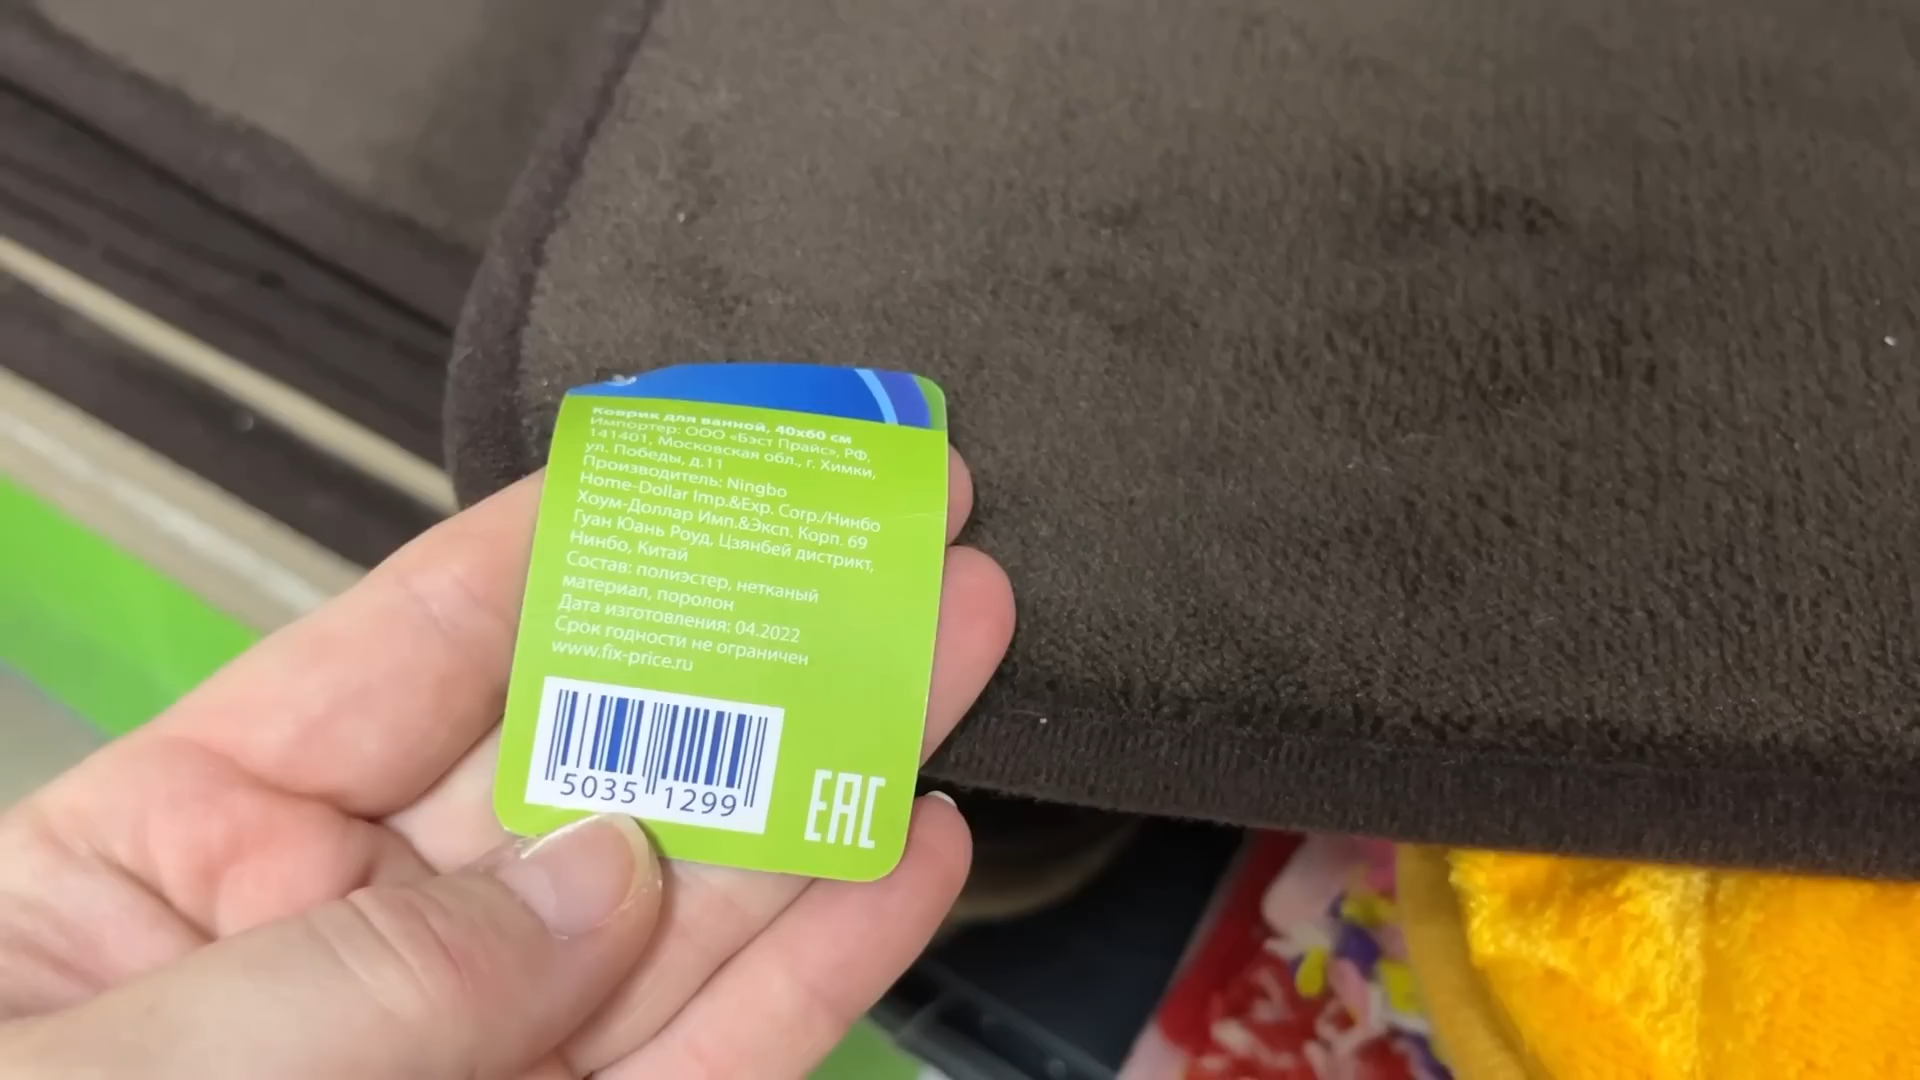 Коврик для ванной, 40х60 см
Импортер: ООО «Бэст Прайс», РФ,
141401, Московская обл., г. Химки,
ул. Победы, д.11
Производитель: Ningbo
Home-Dollar Imp.&Exp. Corp./Нинбо
Хоум-Доллар Имп.&Эксп. Корп. 69
Гуан Юань Роуд, Цзянбей дистрикт,
Нинбо, Китай
Состав: полиэстер, нетканый
материал, поролон
Дата изготовления: 04.2022
Срок годности не ограничен
www.fix-price.ru
5035 1299
EAC